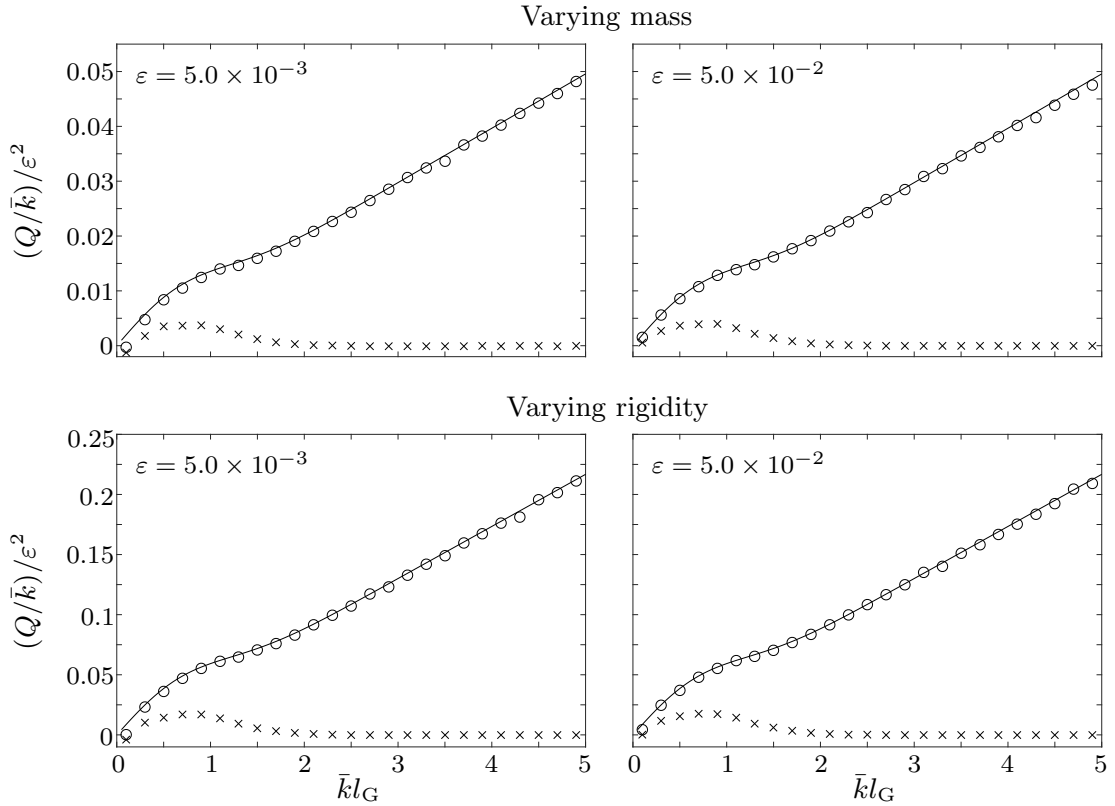 Varying mass
ε = 5.0 × 10⁻³
ε = 5.0 × 10⁻²
0.05
0.04
0.03
0.02
0.01
0
(Q/k̄)/ε²
Varying rigidity
ε = 5.0 × 10⁻³
ε = 5.0 × 10⁻²
0.25
0.2
0.15
0.1
0.05
0
(Q/k̄)/ε²
0 1 2 3 4 5
0 1 2 3 4 5
k̄l_G
k̄l_G